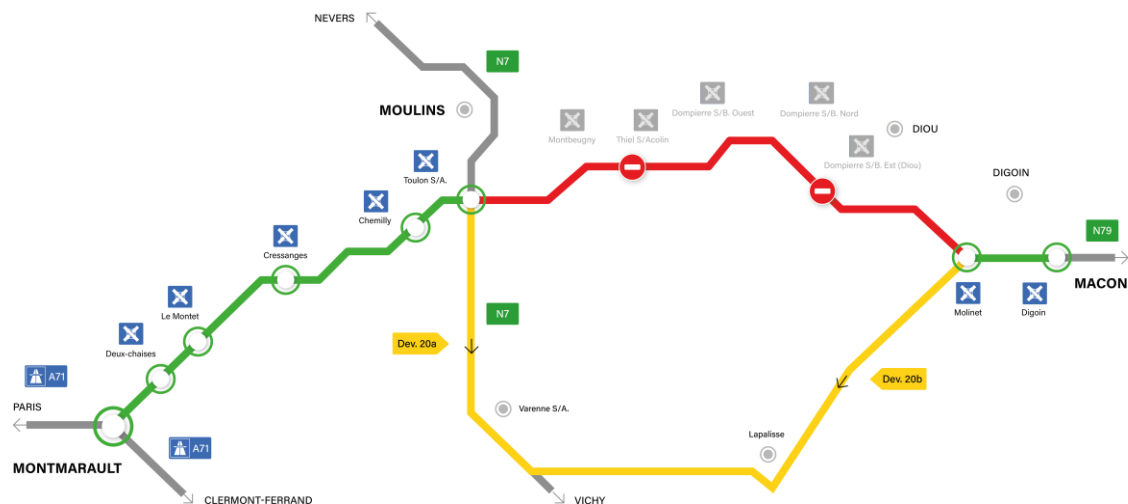 NEVERS
N7
MOULINS
Dompierre S/B. Ouest
Dompierre S/B. Nord
DIOU
Montbeugny
Thiel S/Acolin
Dompierre S/B. Est (Diou)
Toulon S/A.
DIGOIN
Chemilly
N79
Cressanges
MACON
Le Montet
Molinet
Digoin
N7
Deux-chaises
Dev. 20a
A71
Dev. 20b
PARIS
Varenne S/A.
A71
Lapalisse
MONTMARAULT
CLERMONT-FERRAND
VICHY